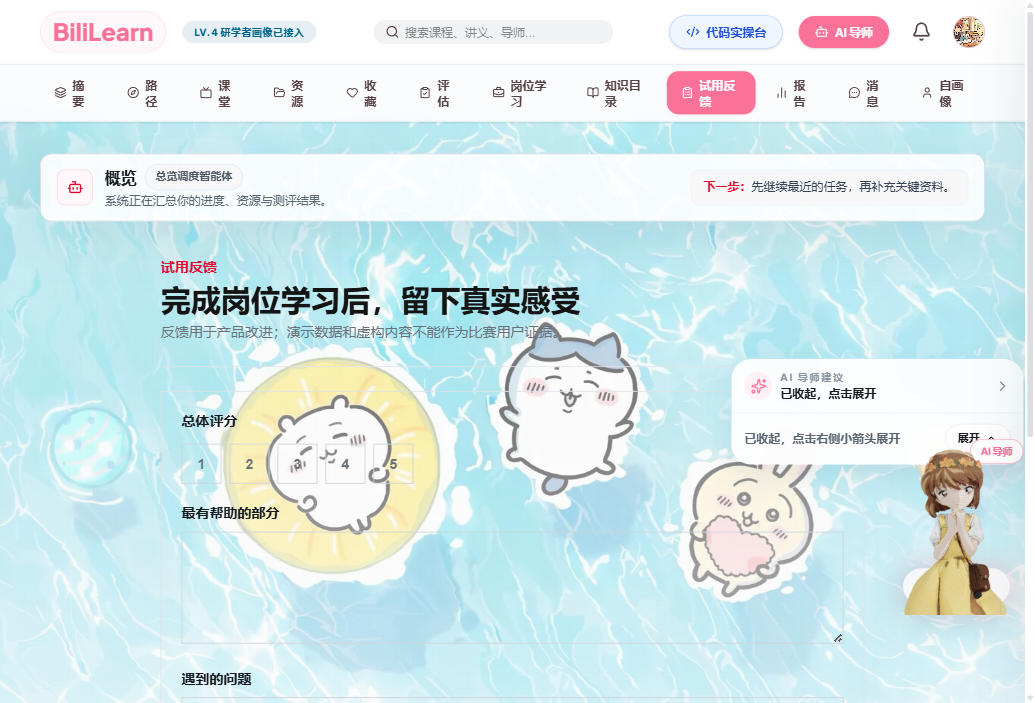 BiliLearn
LV.4 研学者画像已接入
搜索课程、讲义、导师...
</> 代码实操台
AI 导师
摘要
路径
课堂
资源
收藏
评估
岗位学习
知识目录
试用反馈
报告
消息
自画像
概览
总览调度智能体
系统正在汇总你的进度、资源与测评结果。
下一步：先继续最近的任务，再补充关键资料。
试用反馈
完成岗位学习后，留下真实感受
反馈用于产品改进；演示数据和虚构内容不能作为比赛用户证据。
AI 导师建议
已收起，点击展开
已收起，点击右侧小箭头展开
展开
AI 导师
总体评分
1 2 3 4 5
最有帮助的部分
遇到的问题